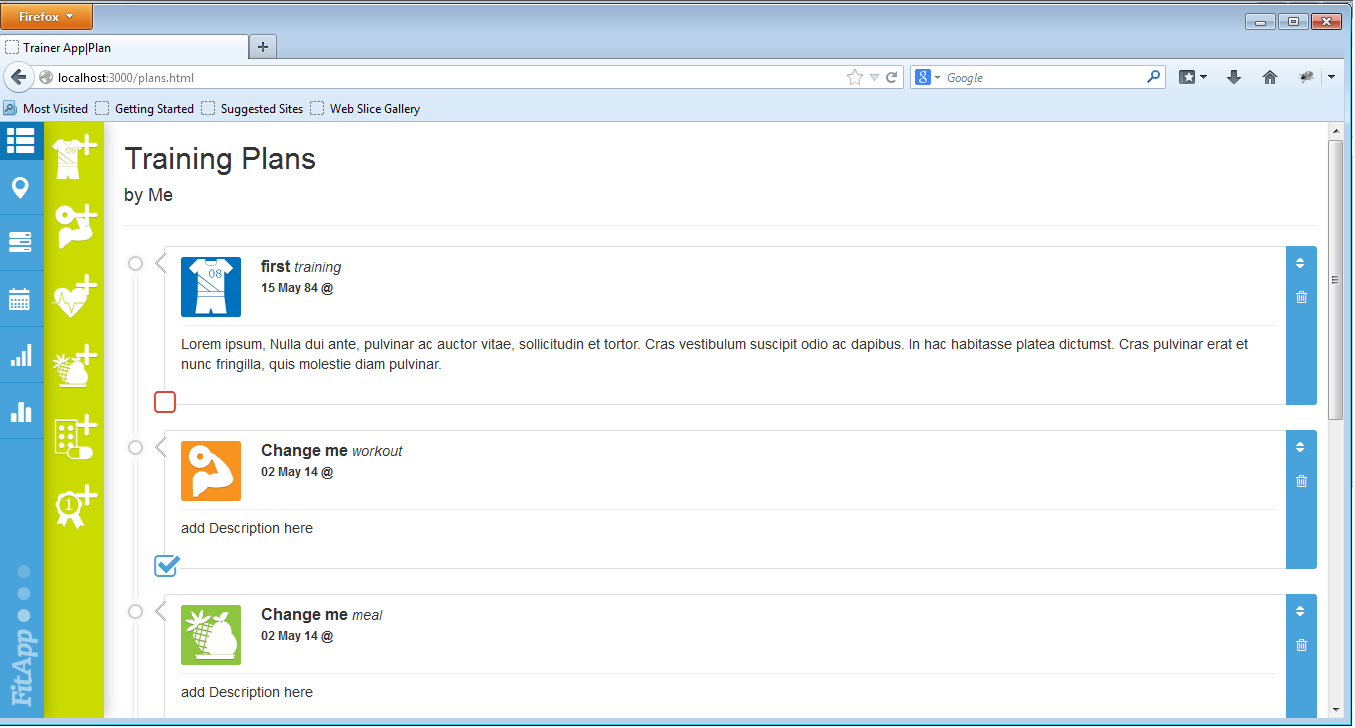 Firefox
Trainer App|Plan
localhost:3000/plans.html
8 Google
Most Visited Getting Started Suggested Sites Web Slice Gallery
Training Plans
by Me
08
first training
08
15 May 84 @
Lorem ipsum, Nulla dui ante, pulvinar ac auctor vitae, sollicitudin et tortor. Cras vestibulum suscipit odio ac dapibus. In hac habitasse platea dictumst. Cras pulvinar erat et
nunc fringilla, quis molestie diam pulvinar.
Change me workout
02 May 14 @
1
add Description here
Change me meal
02 May 14 @
add Description here
FitApp